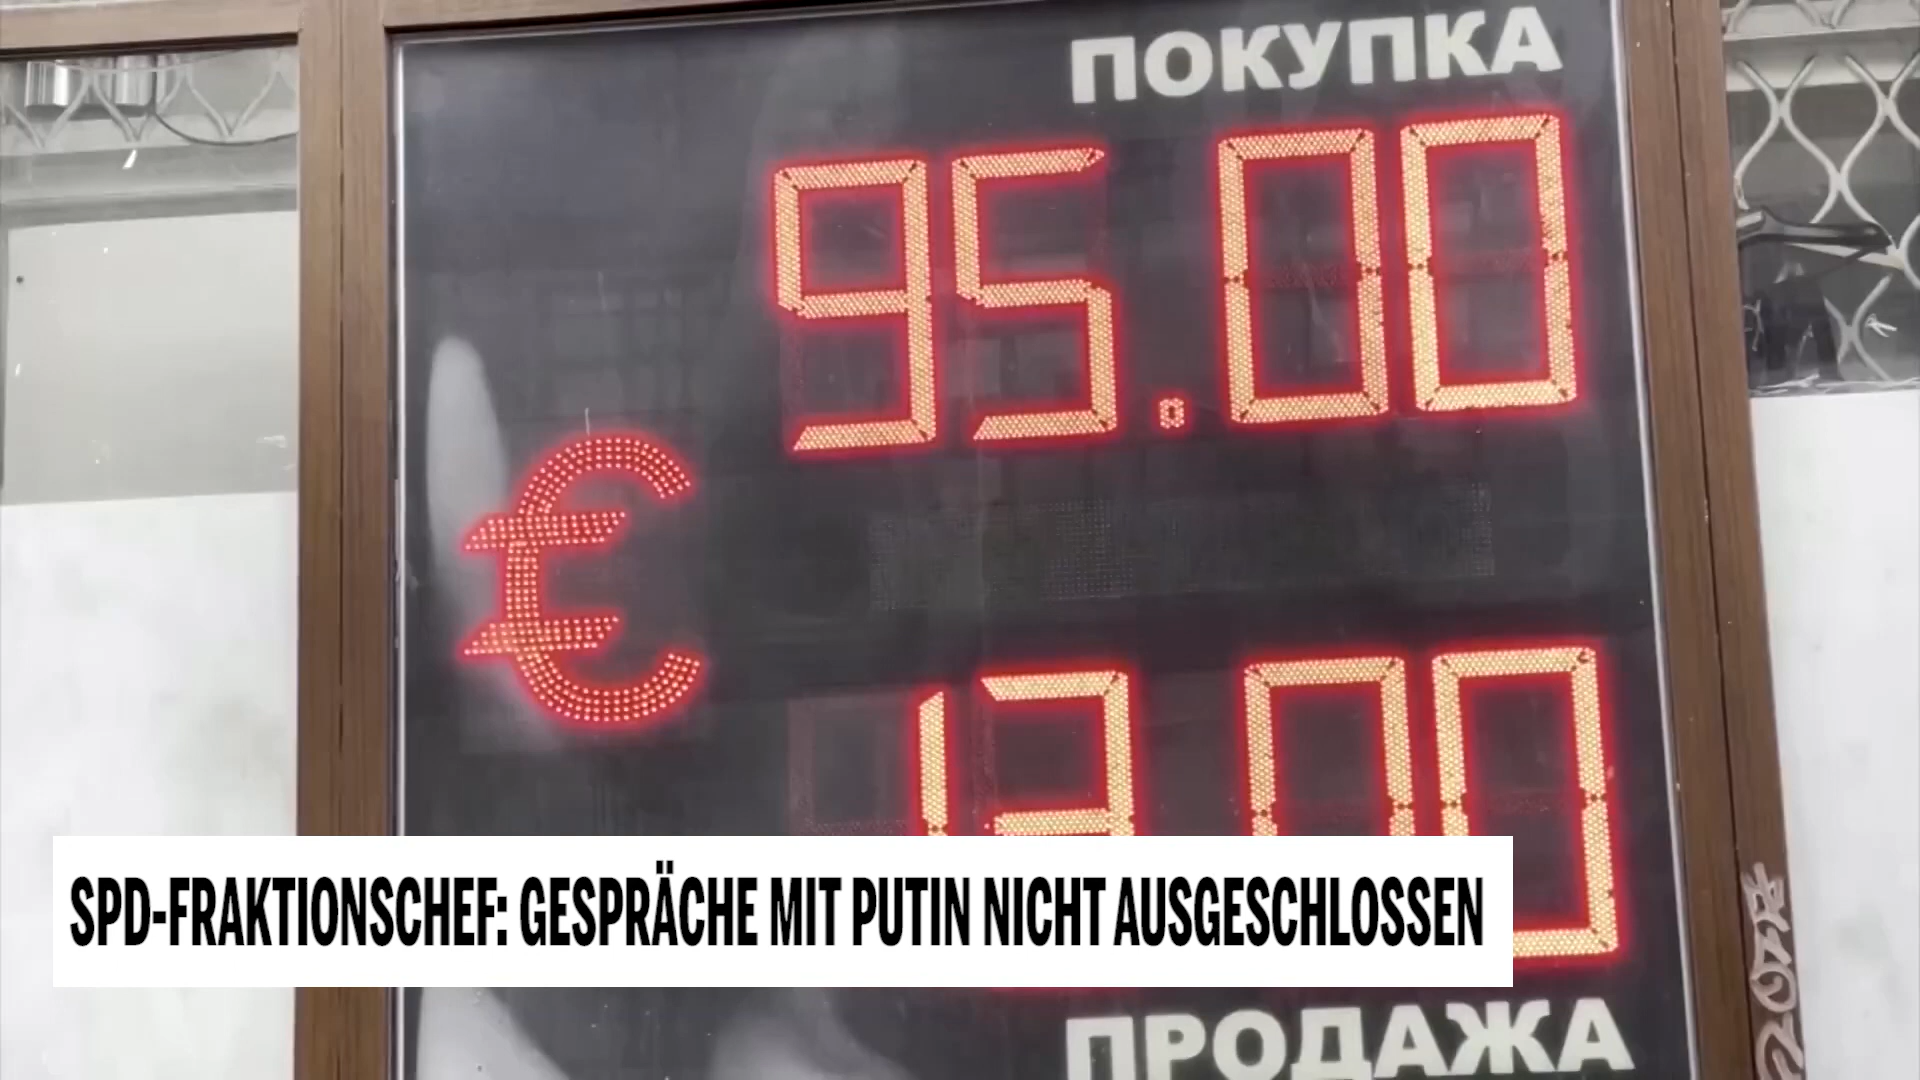 ПОКУПКА
95.00
€
SPD-FRAKTIONSCHEF: GESPRÄCHE MIT PUTIN NICHT AUSGESCHLOSSEN
ПРОДАЖА